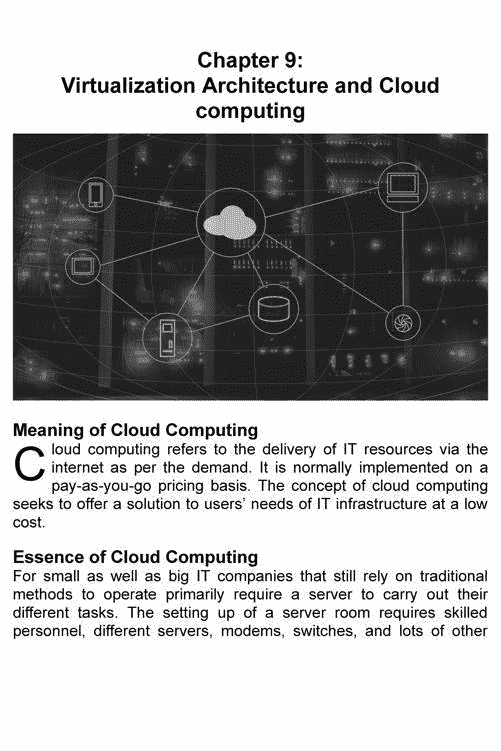 Chapter 9:
Virtualization Architecture and Cloud
computing
Meaning of Cloud Computing
Cloud computing refers to the delivery of IT resources via the
internet as per the demand. It is normally implemented on a
pay-as-you-go pricing basis. The concept of cloud computing
seeks to offer a solution to users’ needs of IT infrastructure at a low
cost.
Essence of Cloud Computing
For small as well as big IT companies that still rely on traditional
methods to operate primarily require a server to carry out their
different tasks. The setting up of a server room requires skilled
personnel, different servers, modems, switches, and lots of other